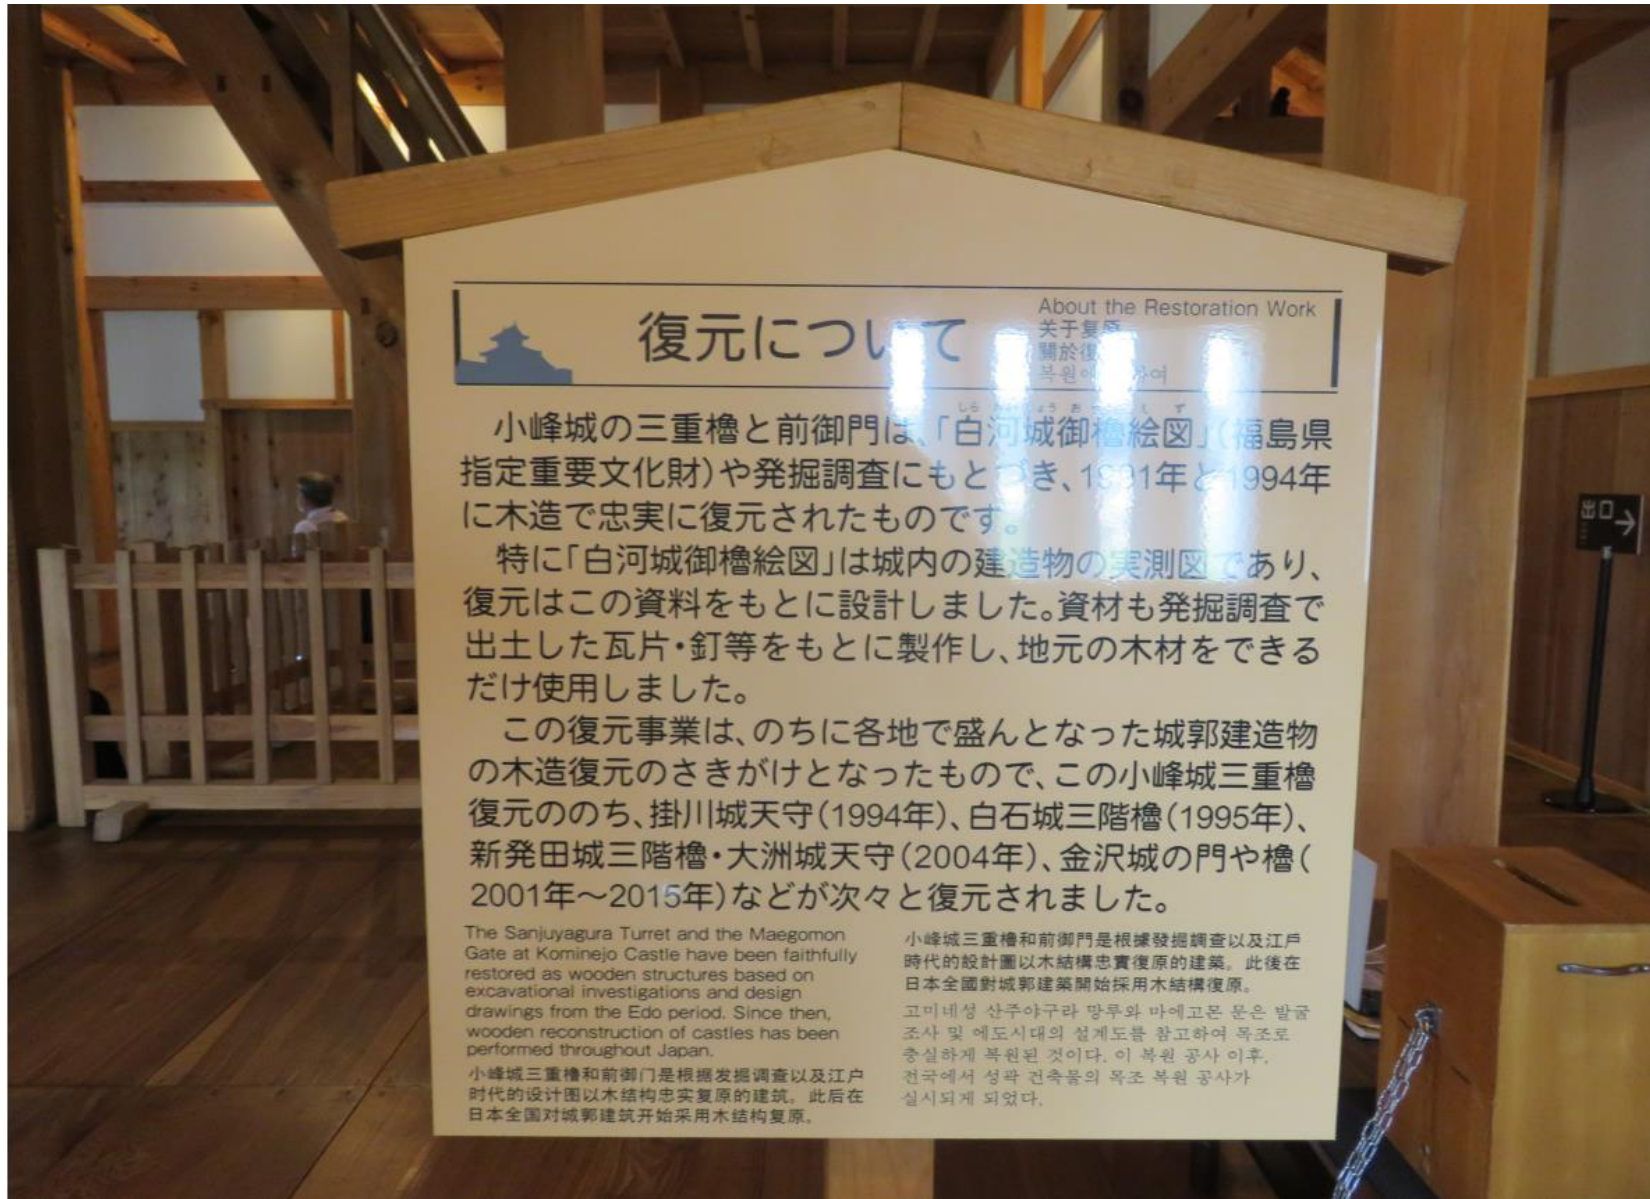 復元について
About the Restoration Work
关于复原
關於復
복원에 하여
小峰城の三重櫓と前御門は、「白河城御櫓絵図」(福島県
指定重要文化財)や発掘調査にもとづき、1991年と1994年
に木造で忠実に復元されたものです。
特に「白河城御櫓絵図」は城内の建造物の実測図であり、
復元はこの資料をもとに設計しました。資材も発掘調査で
出土した瓦片・釘等をもとに製作し、地元の木材をできる
だけ使用しました。
この復元事業は、のちに各地で盛んとなった城郭建造物
の木造復元のさきがけとなったもので、この小峰城三重櫓
復元ののち、掛川城天守(1994年)、白石城三階櫓(1995年)、
新発田城三階櫓・大洲城天守(2004年)、金沢城の門や櫓(
2001年～2015年)などが次々と復元されました。
The Sanjuyagura Turret and the Maegomon
Gate at Kominejo Castle have been faithfully
restored as wooden structures based on
excavational investigations and design
drawings from the Edo period. Since then,
wooden reconstruction of castles has been
performed throughout Japan.
小峰城三重橹和前御门是根据发掘调查以及江户
时代的设计图以木结构忠实复原的建筑。此后在
日本全国对城郭建筑开始采用木结构复原。
小峰城三重櫓和前御門是根據發掘調查以及江戶
時代的設計圖以木結構忠實復原的建築。此後在
日本全國對城郭建築開始採用木結構復原。
고미네성 산주야구라 망루와 마에고몬 문은 발굴
조사 및 에도시대의 설계도를 참고하여 목조로
충실하게 복원된 것이다. 이 복원 공사 이후,
전국에서 성곽 건축물의 목조 복원 공사가
실시되게 되었다.
出口